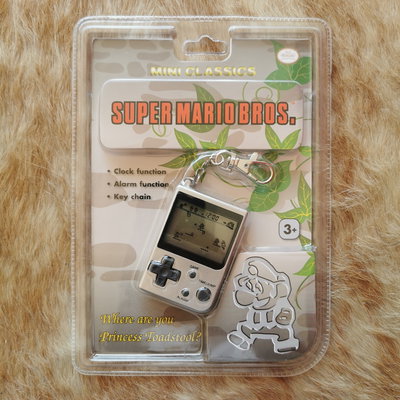 MINI CLASSICS
SUPER MARIO BROS.
• Clock function
• Alarm function
• Key chain
3+
Where are you
Princess Toadstool?